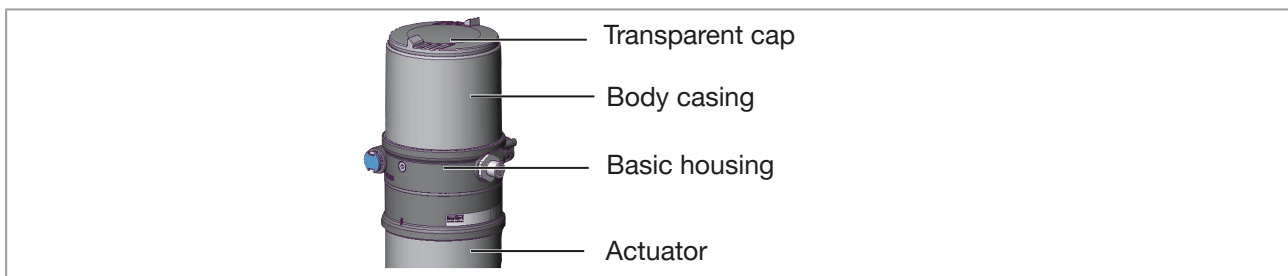 Transparent cap
Body casing
Basic housing
Actuator